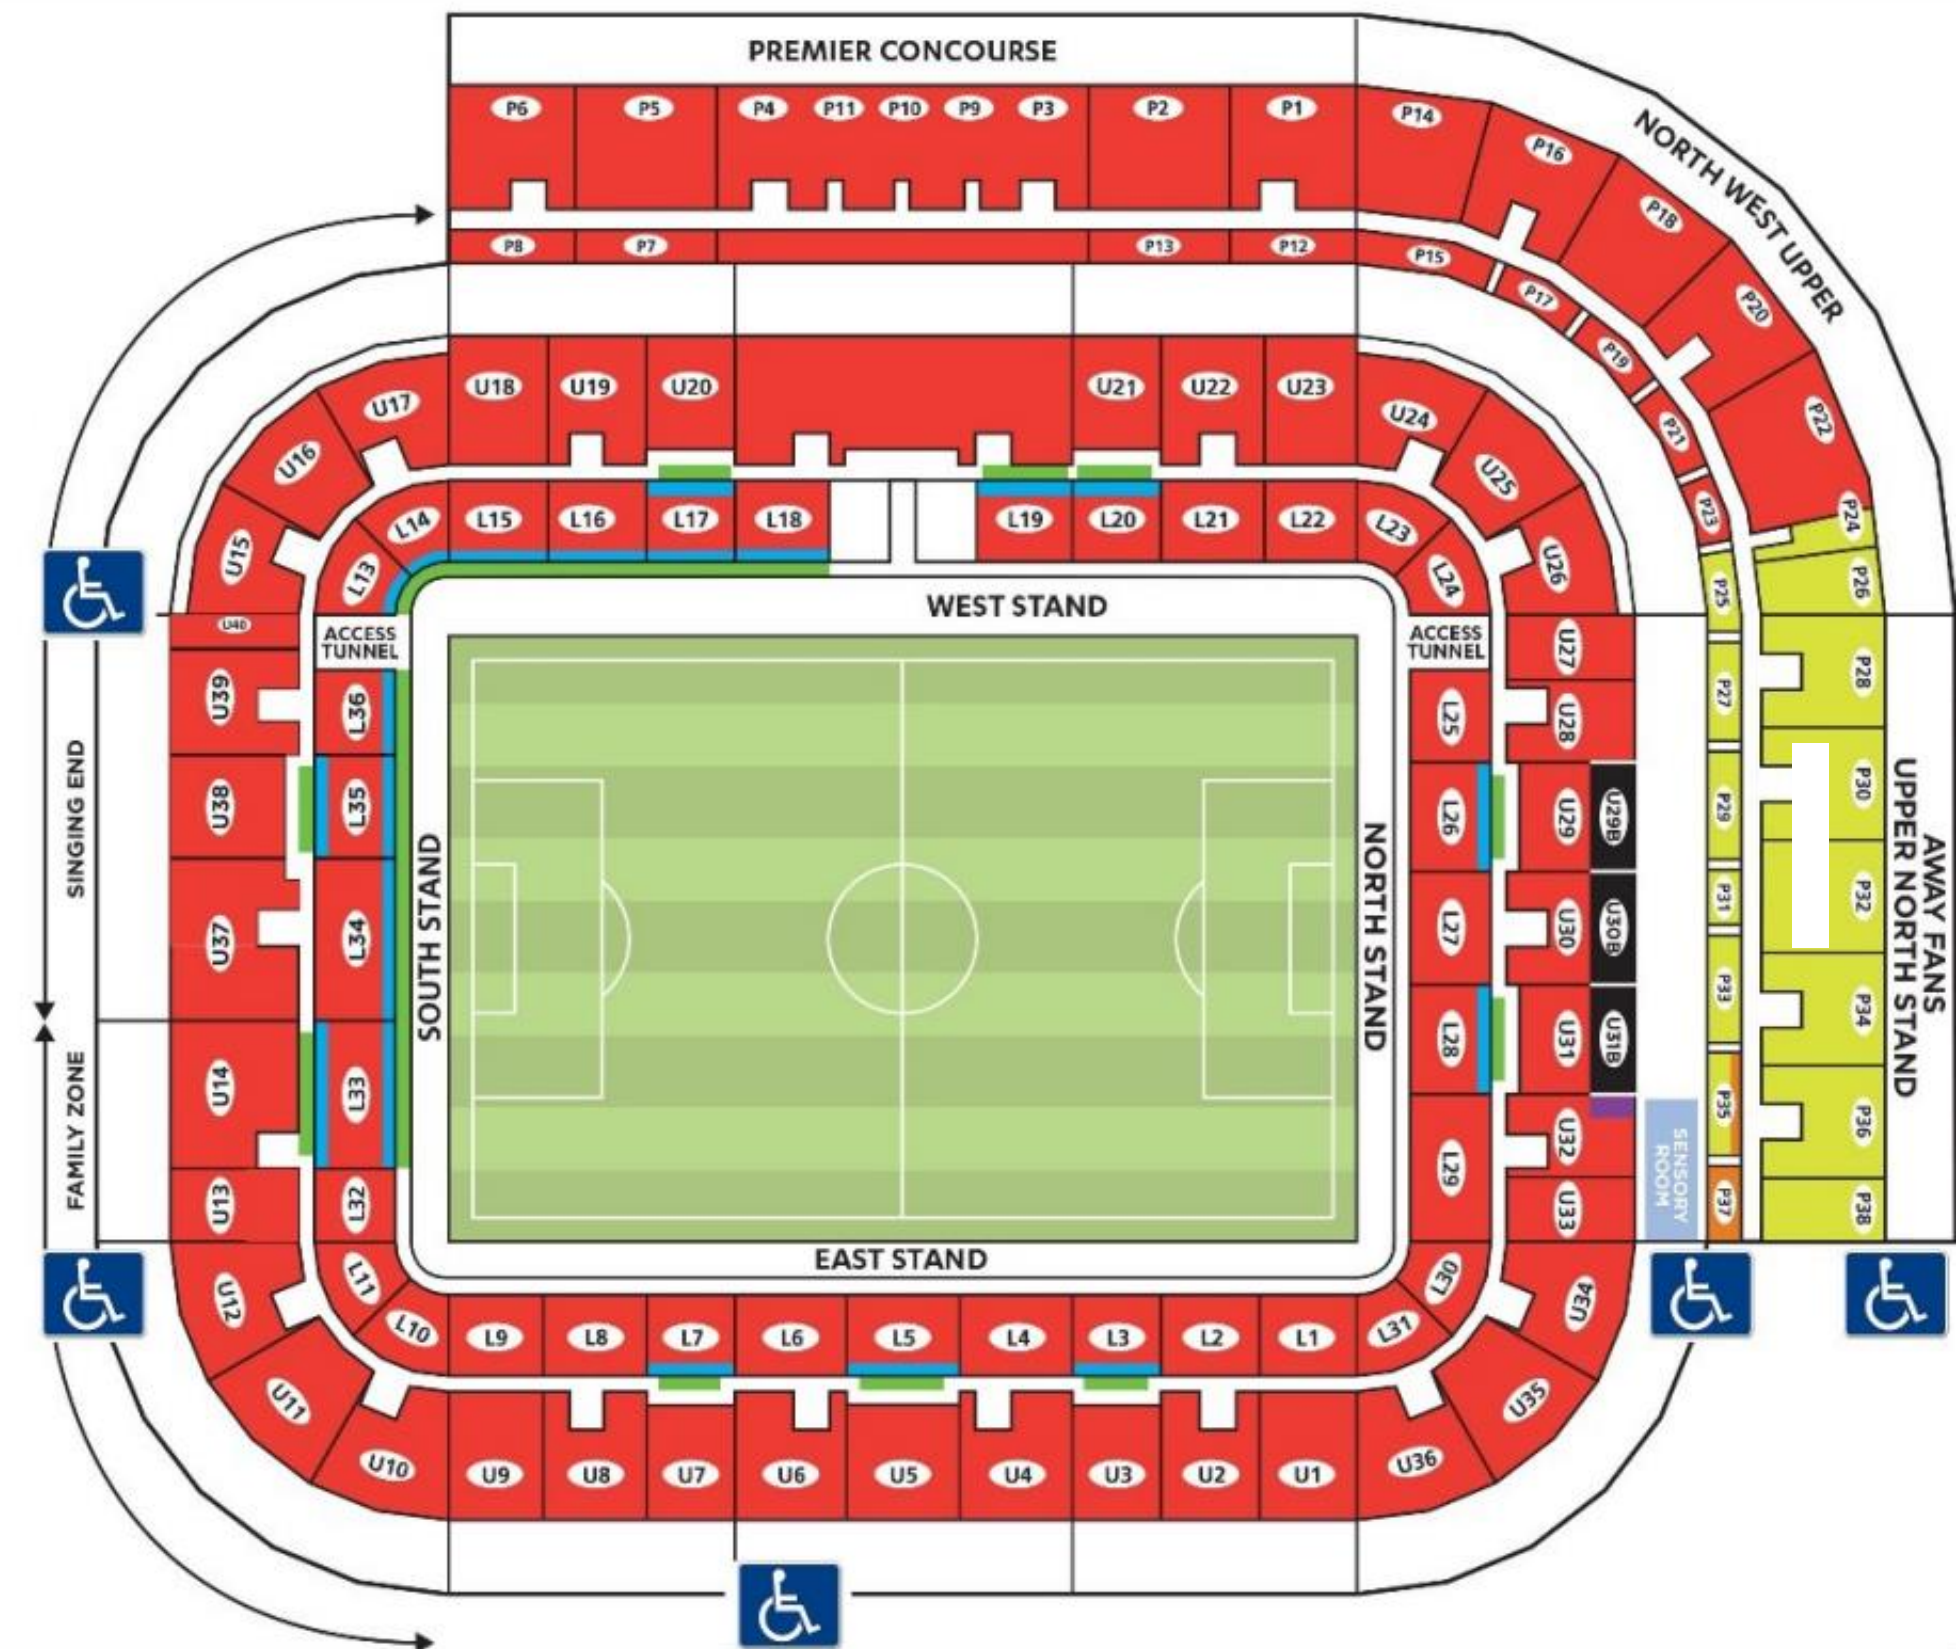 PREMIER CONCOURSE
P6 P5 P4 P11 P10 P9 P3 P2 P1 P14
P16
NORTH WEST UPPER
P18
P20
P22
P24
P26
P8 P7 P13 P12 P15
P17
P19
P21
P23
P25
U15
U16
U17
U18 U19 U20 U21 U22 U23
U24
U25
U26
L13
L14
L15 L16 L17 L18 L19 L20 L21 L22
L23
L24
WEST STAND
U40
ACCESS
TUNNEL
ACCESS
TUNNEL
SINGING END
FAMILY ZONE
U39
U38
U37
U14
U13
L36
L35
L34
L33
L32
SOUTH STAND
NORTH STAND
L25
L26
L27
L28
L29
U27
U28
U29
U30
U31
U32
U33
U29B
U30B
U31B
SENSORY
ROOM
P27
P29
P31
P33
P35
P37
P28
P30
P32
P34
P36
P38
AWAY FANS
UPPER NORTH STAND
EAST STAND
U12
U11
U10
L11
L10
L9 L8 L7 L6 L5 L4 L3 L2 L1
L31
L30
U34
U35
U36
U9 U8 U7 U6 U5 U4 U3 U2 U1